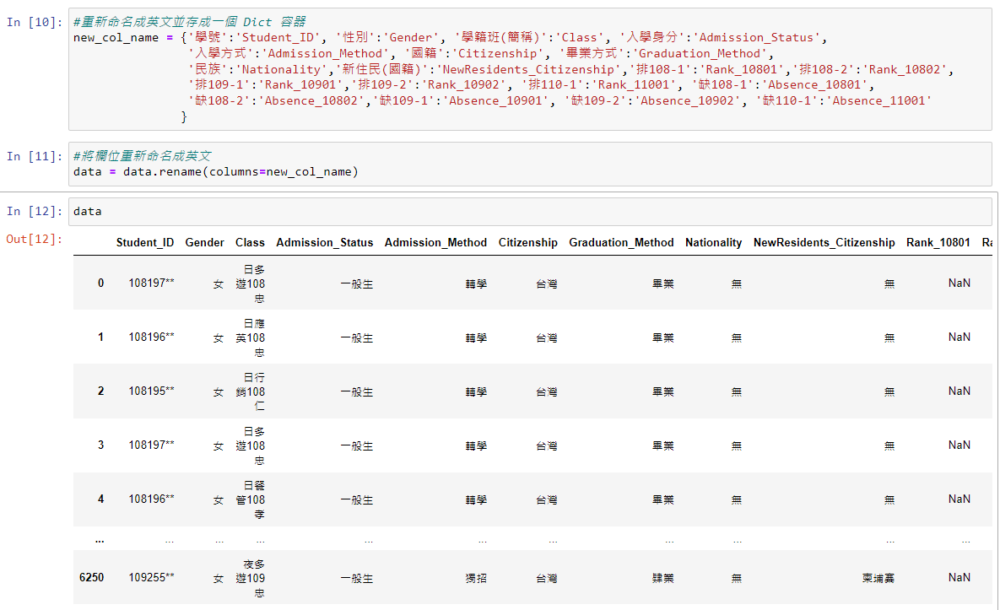 In [10]: #重新命名成英文並存成一個 Dict 容器
new_col_name = {'學號':'Student_ID', '性別':'Gender', '學籍班(簡稱)':'Class', '入學身分':'Admission_Status',
'入學方式':'Admission_Method', '國籍':'Citizenship', '畢業方式':'Graduation_Method',
'民族':'Nationality','新住民(國籍)':'NewResidents_Citizenship','排108-1':'Rank_10801','排108-2':'Rank_10802',
'排109-1':'Rank_10901','排109-2':'Rank_10902', '排110-1':'Rank_11001', '缺108-1':'Absence_10801',
'缺108-2':'Absence_10802','缺109-1':'Absence_10901', '缺109-2':'Absence_10902', '缺110-1':'Absence_11001'
}
In [11]: #將欄位重新命名成英文
data = data.rename(columns=new_col_name)
In [12]: data
Out[12]:
Student_ID Gender Class Admission_Status Admission_Method Citizenship Graduation_Method Nationality NewResidents_Citizenship Rank_10801 Ra
0 108197** 女 日多遊108忠 一般生 轉學 台灣 畢業 無 無 NaN
1 108196** 女 日應英108忠 一般生 轉學 台灣 畢業 無 無 NaN
2 108195** 女 日行銷108仁 一般生 轉學 台灣 畢業 無 無 NaN
3 108197** 女 日多遊108忠 一般生 轉學 台灣 畢業 無 無 NaN
4 108196** 女 日餐管108孝 一般生 轉學 台灣 畢業 無 無 NaN
... ... ... ... ... ... ... ... ... ... ...
6250 109255** 女 夜多遊109忠 一般生 獨招 台灣 肄業 無 柬埔寨 NaN